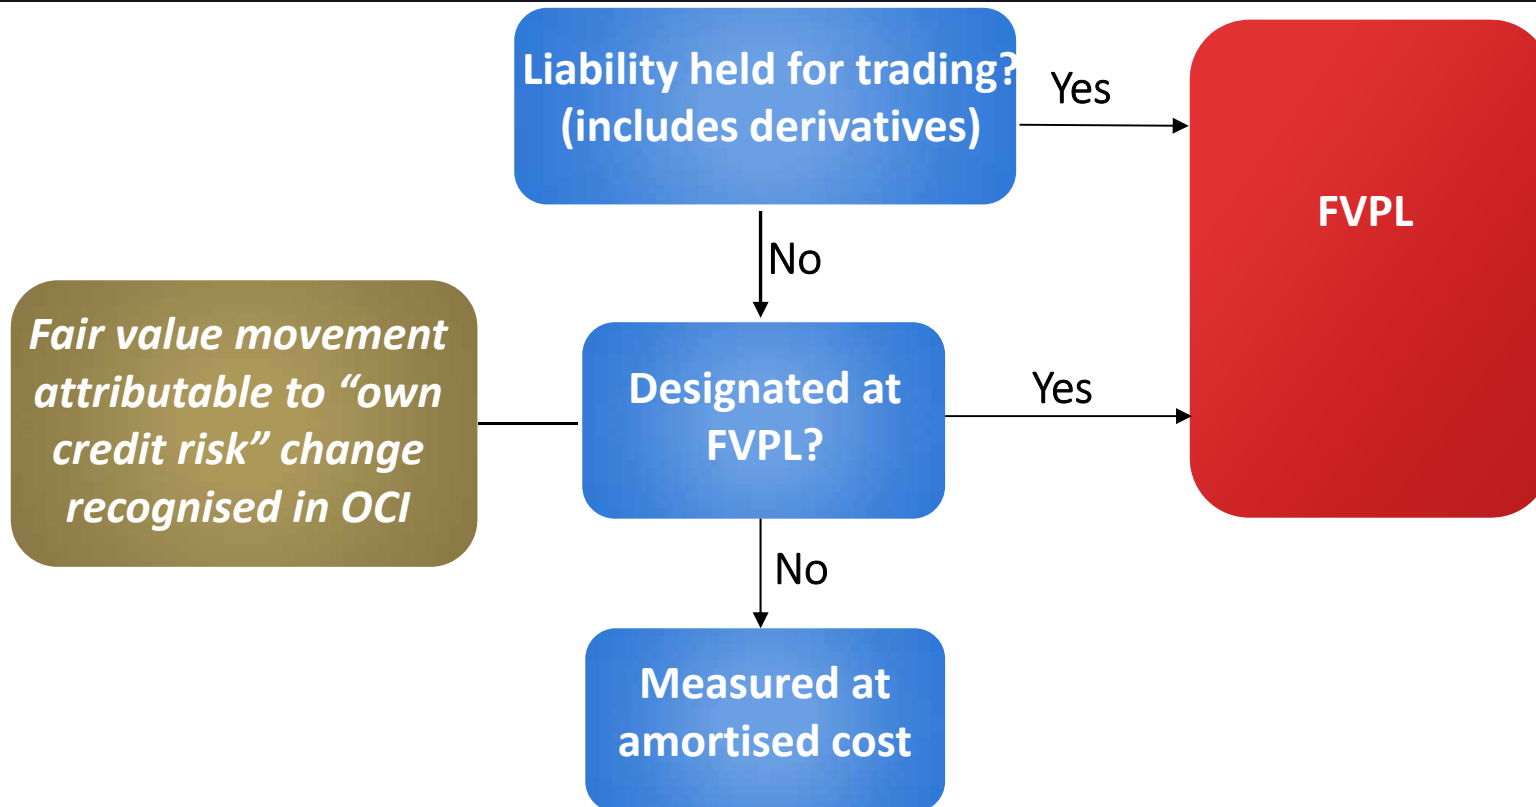 Liability held for trading?
(includes derivatives)
Yes
FVPL
No
Fair value movement
attributable to “own
credit risk” change
recognised in OCI
Designated at
FVPL?
Yes
No
Measured at
amortised cost